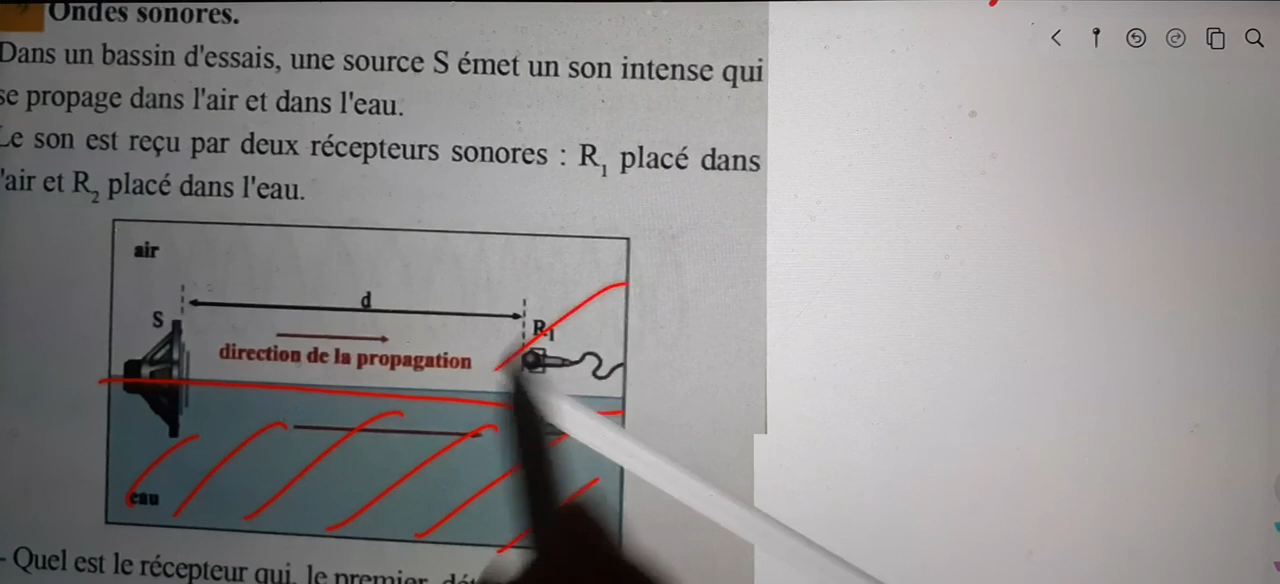 Ondes sonores.
Dans un bassin d'essais, une source S émet un son intense qui
se propage dans l'air et dans l'eau.
Le son est reçu par deux récepteurs sonores : R1 placé dans
l'air et R2 placé dans l'eau.
air
d
S
R1
direction de la propagation
eau
- Quel est le récepteur qui, le premier,